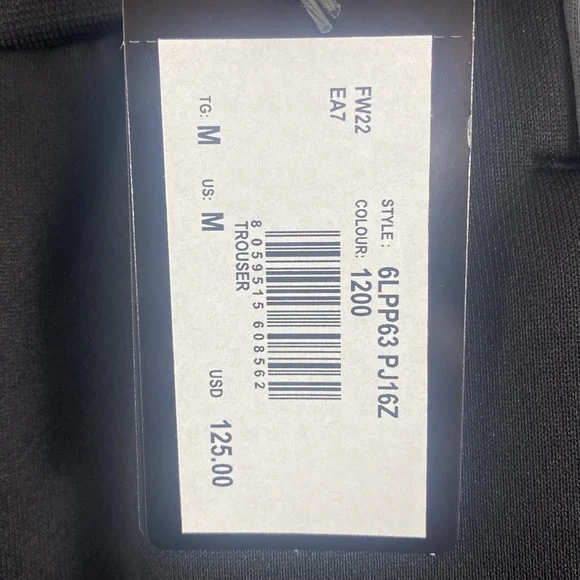 FW22
EA7
STYLE : 6LPP63 PJ16Z
COLOUR: 1200
8 059515 608562
TROUSER
TG: M US: M
USD 125.00